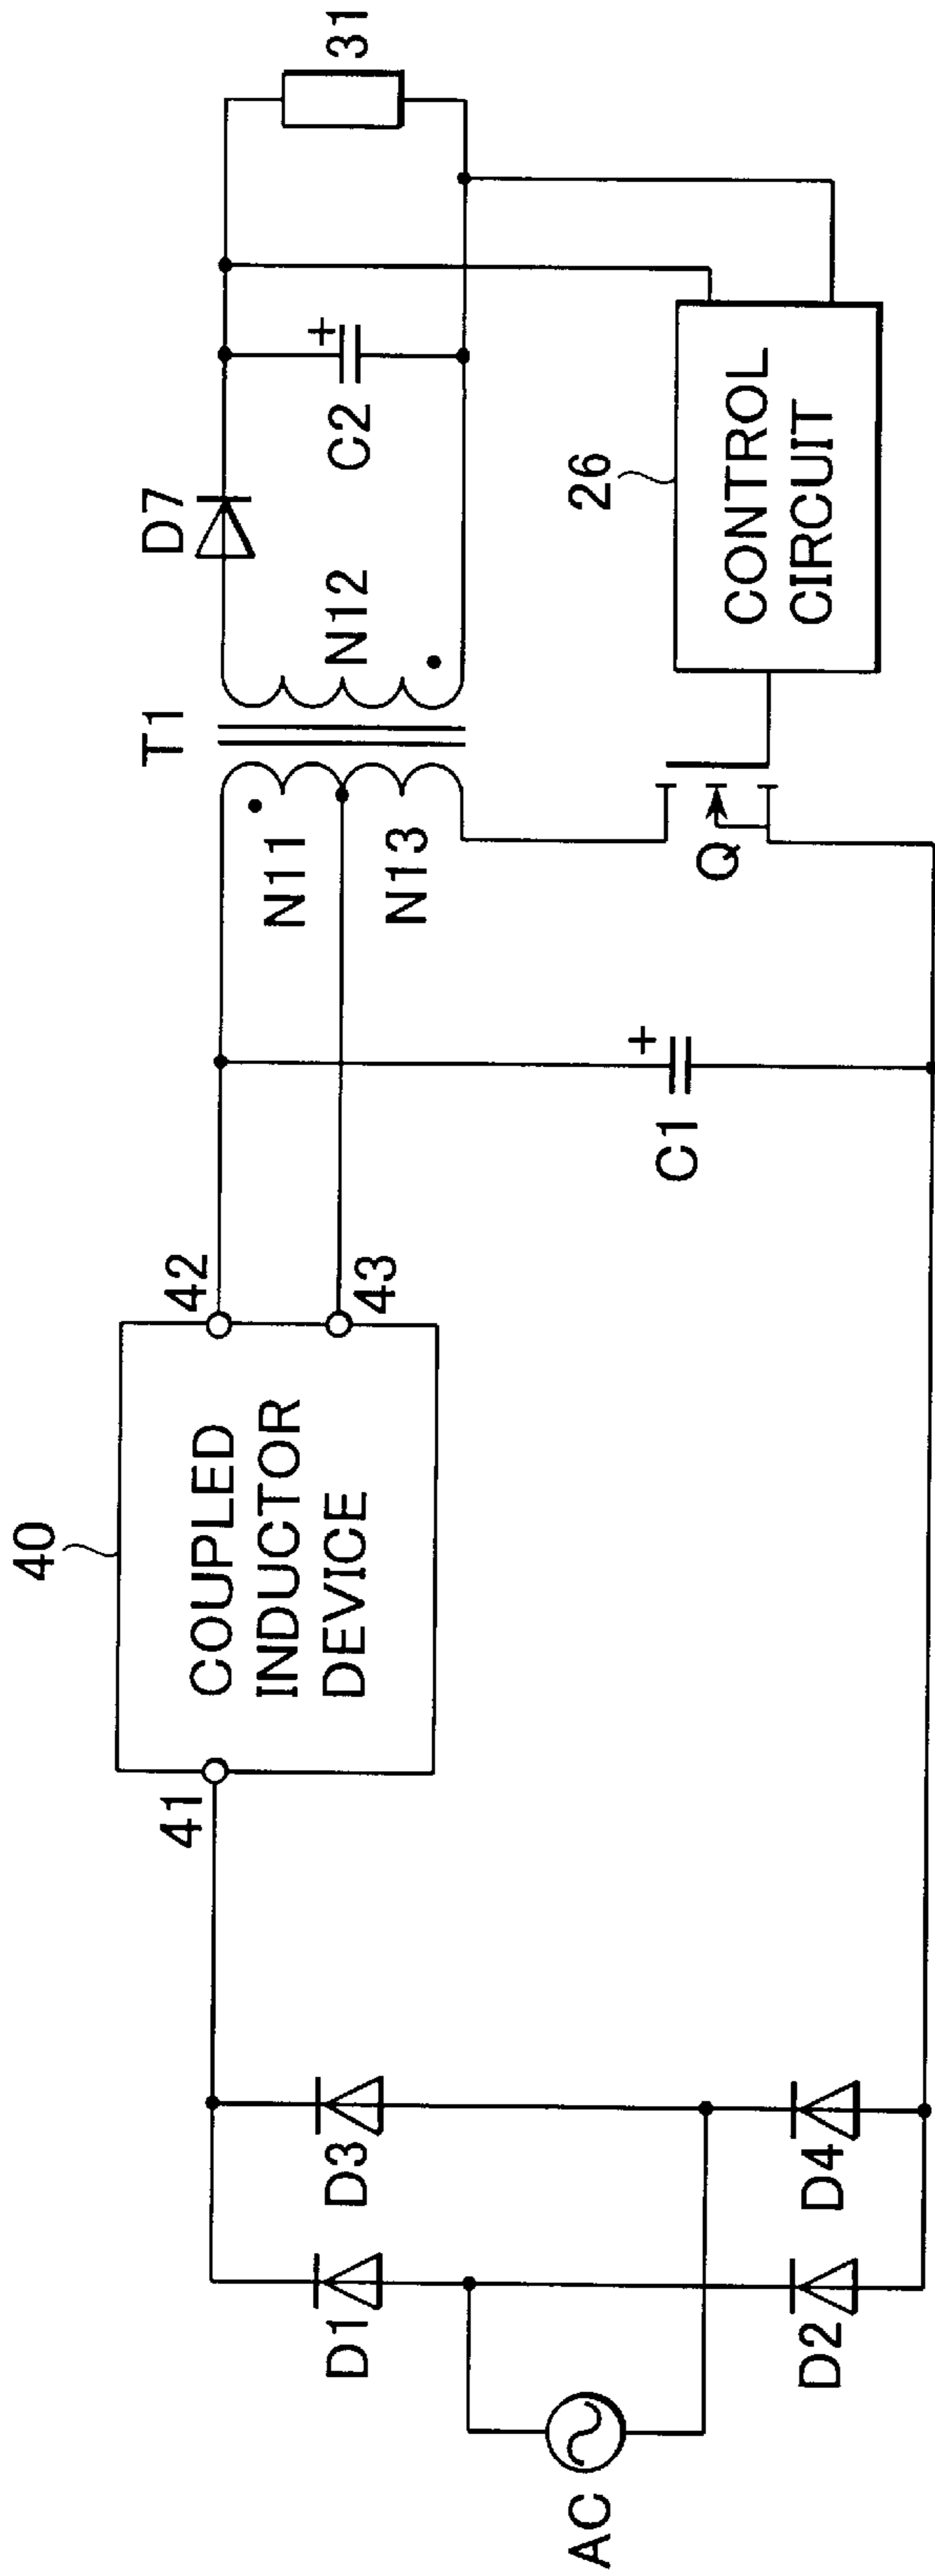 40
COUPLED
INDUCTOR
DEVICE
41
42
43
T1
N11
N12
N13
D7
C2
+
31
26
CONTROL
CIRCUIT
Q
C1
+
D1
D3
D2
D4
AC